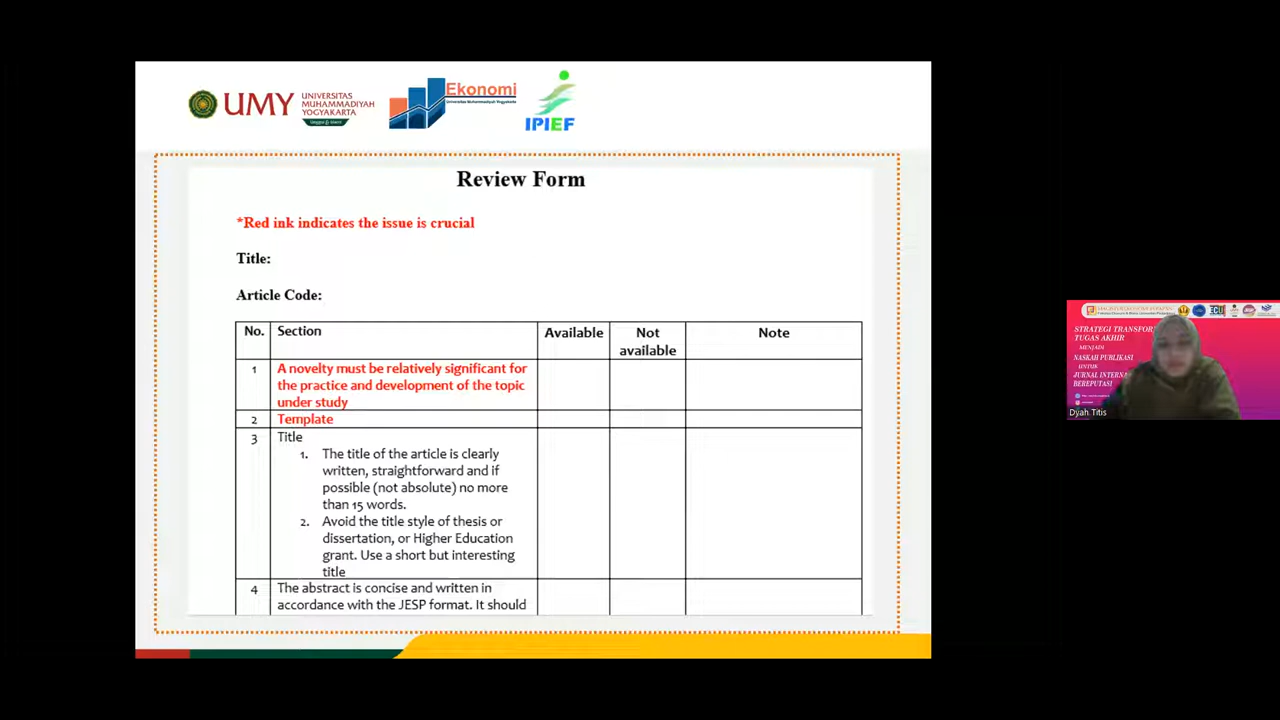 UMY
UNIVERSITAS
MUHAMMADIYAH
YOGYAKARTA
Ekonomi
Universitas Muhammadiyah Yogyakarta
IPIEF
Review Form
*Red ink indicates the issue is crucial
Title:
Article Code:
No. Section Available Not available Note
1 A novelty must be relatively significant for
the practice and development of the topic
under study
2 Template
3 Title
1. The title of the article is clearly
written, straightforward and if
possible (not absolute) no more
than 15 words.
2. Avoid the title style of thesis or
dissertation, or Higher Education
grant. Use a short but interesting
title
4 The abstract is concise and written in
accordance with the JESP format. It should
STRATEGI TRANSFOR
TUGAS AKHIR
MENJADI
NASKAH PUBLIKASI
UNTUK
JURNAL INTERNA
BEREPUTASI
Dyah Titis